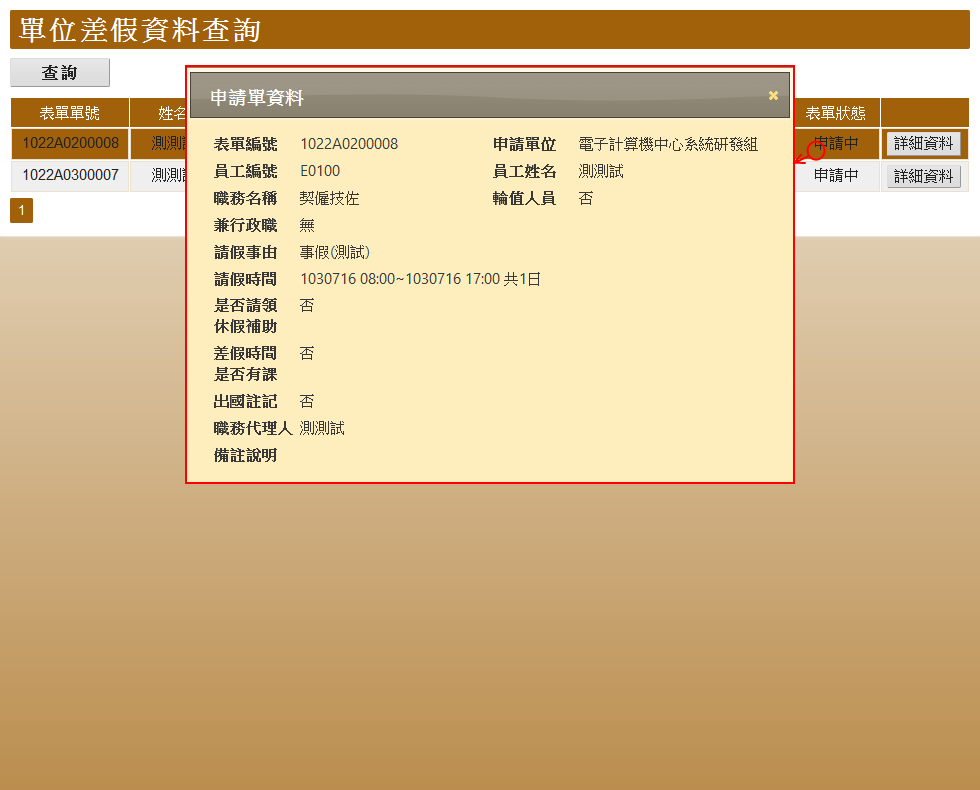 單位差假資料查詢
查詢
表單單號 姓名 表單狀態
1022A0200008 測測 申請中 詳細資料
1022A0300007 測測 申請中 詳細資料
1
申請單資料
表單編號 1022A0200008 申請單位 電子計算機中心系統研發組
員工編號 E0100 員工姓名 測測試
職務名稱 契僱技佐 輪值人員 否
兼行政職 無
請假事由 事假(測試)
請假時間 1030716 08:00~1030716 17:00 共1日
是否請領 否
休假補助
差假時間 否
是否有課
出國註記 否
職務代理人 測測試
備註說明